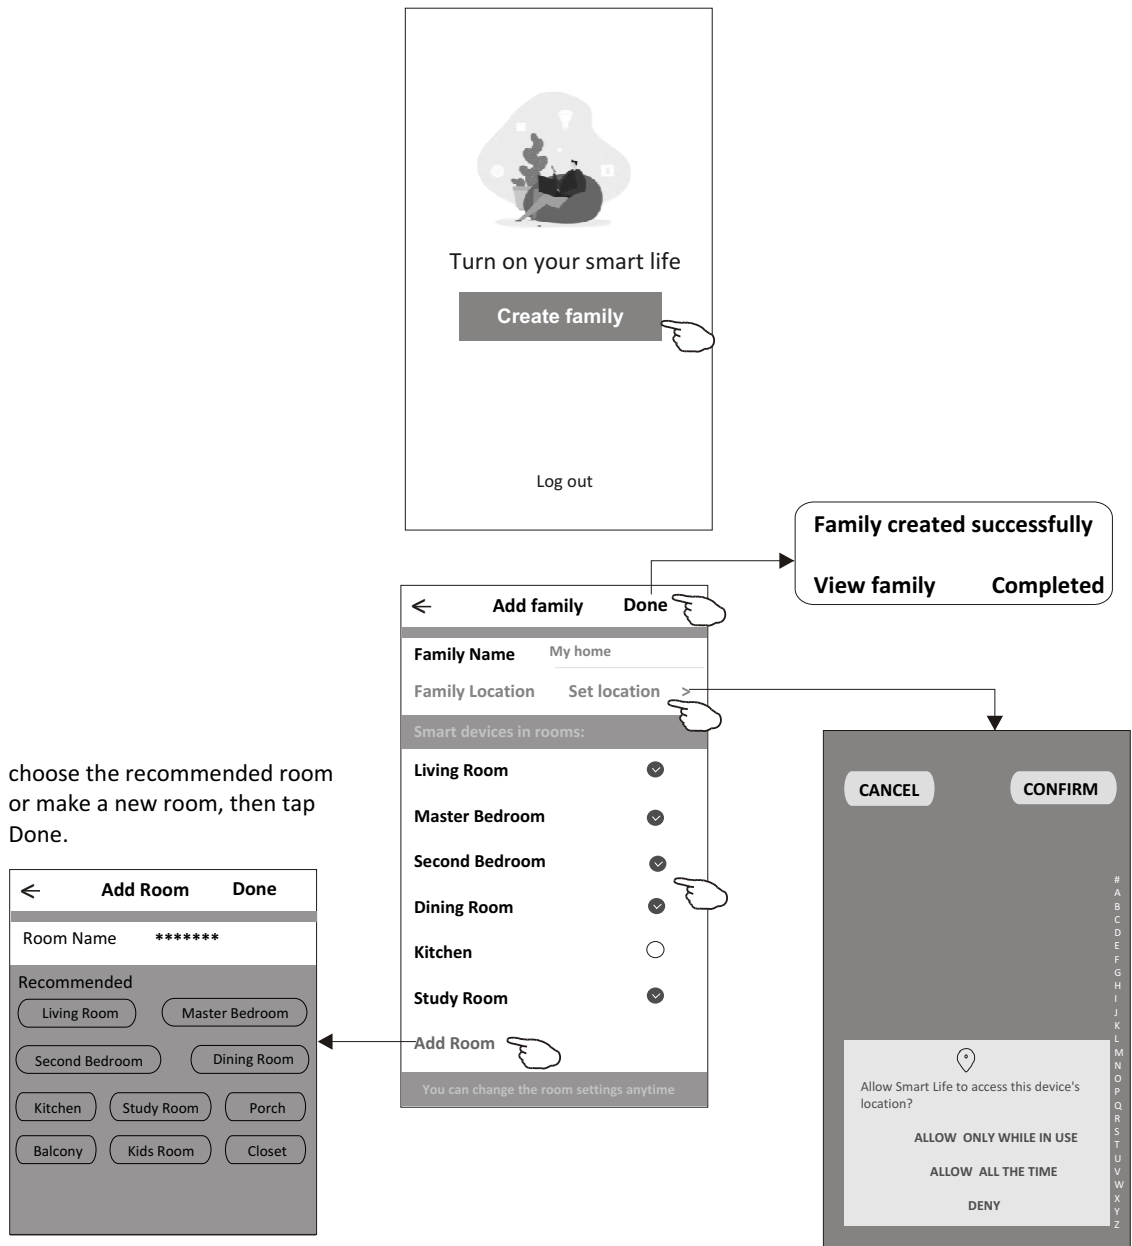 Turn on your smart life
Create family
Log out
Family created successfully
View family Completed
← Add family Done
Family Name My home
Family Location Set location >
Smart devices in rooms:
Living Room
Master Bedroom
Second Bedroom
Dining Room
Kitchen
Study Room
Add Room
You can change the room settings anytime
choose the recommended room
or make a new room, then tap
Done.
← Add Room Done
Room Name *******
Recommended
Living Room Master Bedroom
Second Bedroom Dining Room
Kitchen Study Room Porch
Balcony Kids Room Closet
CANCEL CONFIRM
#
A
B
C
D
E
F
G
H
I
J
K
L
M
N
O
P
Q
R
S
T
U
V
W
X
Y
Z
Allow Smart Life to access this device's
location?
ALLOW ONLY WHILE IN USE
ALLOW ALL THE TIME
DENY